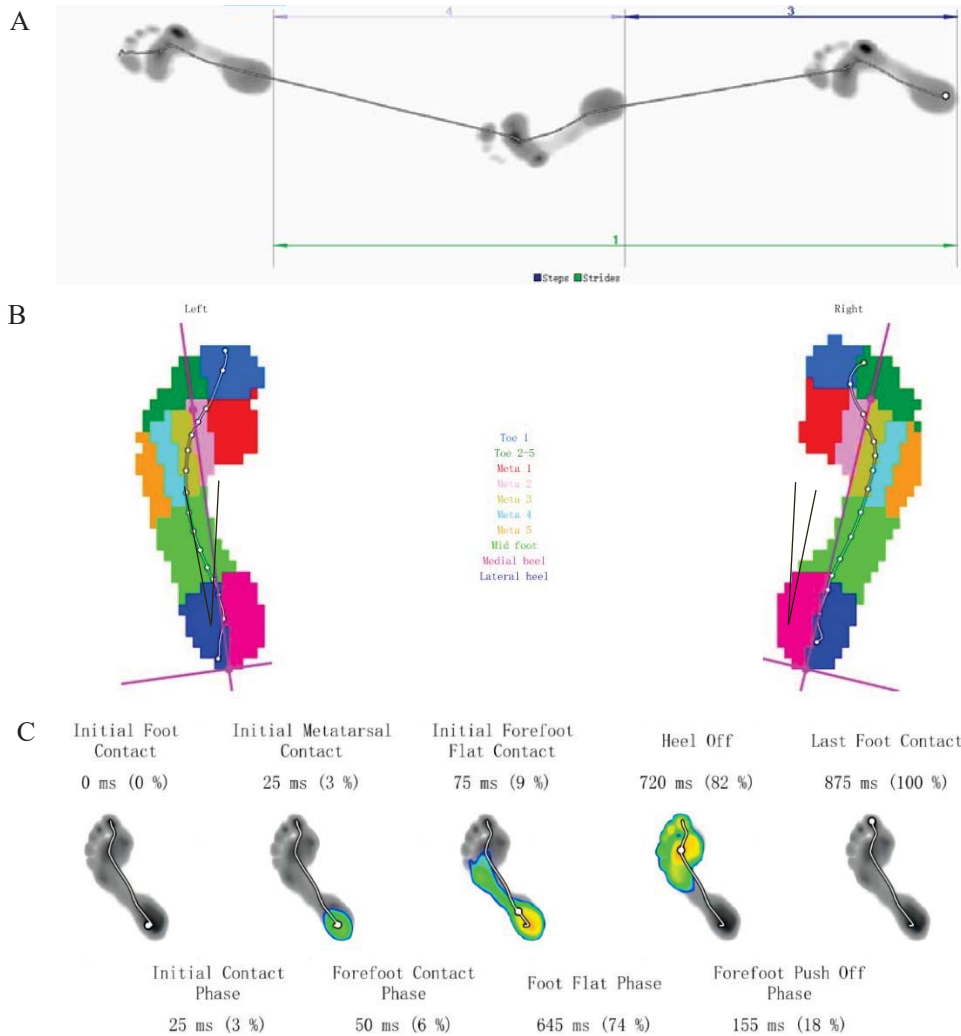 A
4
3
1
Steps Strides
B
Left
Right
Toe 1
Toe 2-5
Meta 1
Meta 2
Meta 3
Meta 4
Meta 5
Mid foot
Medial heel
Lateral heel
C
Initial Foot Contact
0 ms (0 %)
Initial Metatarsal Contact
25 ms (3 %)
Initial Forefoot Flat Contact
75 ms (9 %)
Heel Off
720 ms (82 %)
Last Foot Contact
875 ms (100 %)
Initial Contact Phase
25 ms (3 %)
Forefoot Contact Phase
50 ms (6 %)
Foot Flat Phase
645 ms (74 %)
Forefoot Push Off Phase
155 ms (18 %)